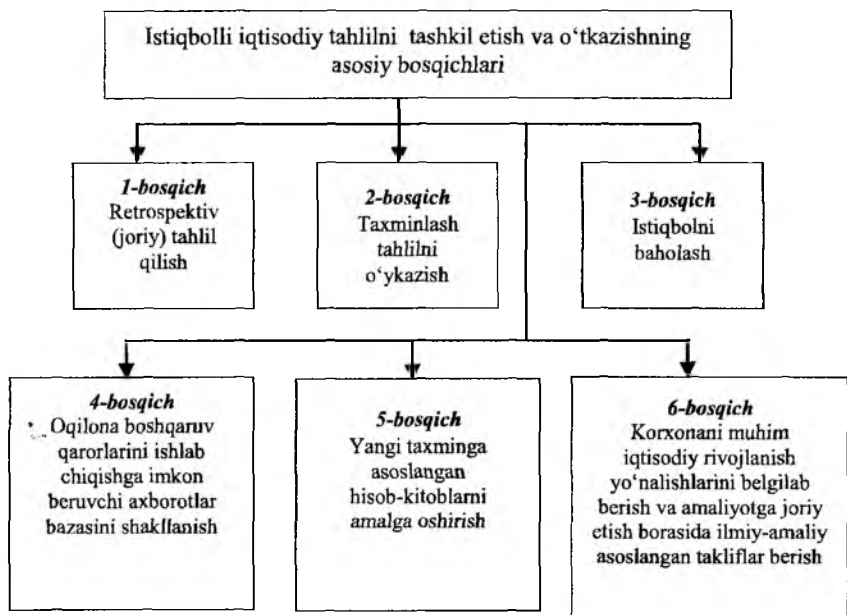 Istiqbolli iqtisodiy tahlilni tashkil etish va o‘tkazishning
asosiy bosqichlari
1-bosqich
Retrospektiv
(joriy) tahlil
qilish
2-bosqich
Taxminlash
tahlilni
o‘ykazish
3-bosqich
Istiqbolni
baholash
4-bosqich
Oqilona boshqaruv
qarorlarini ishlab
chiqishga imkon
beruvchi axborotlar
bazasini shakllanish
5-bosqich
Yangi taxminga
asoslangan
hisob-kitoblarni
amalga oshirish
6-bosqich
Korxonani muhim
iqtisodiy rivojlanish
yo‘nalishlarini belgilab
berish va amaliyotga joriy
etish borasida ilmiy-amaliy
asoslangan takliflar berish